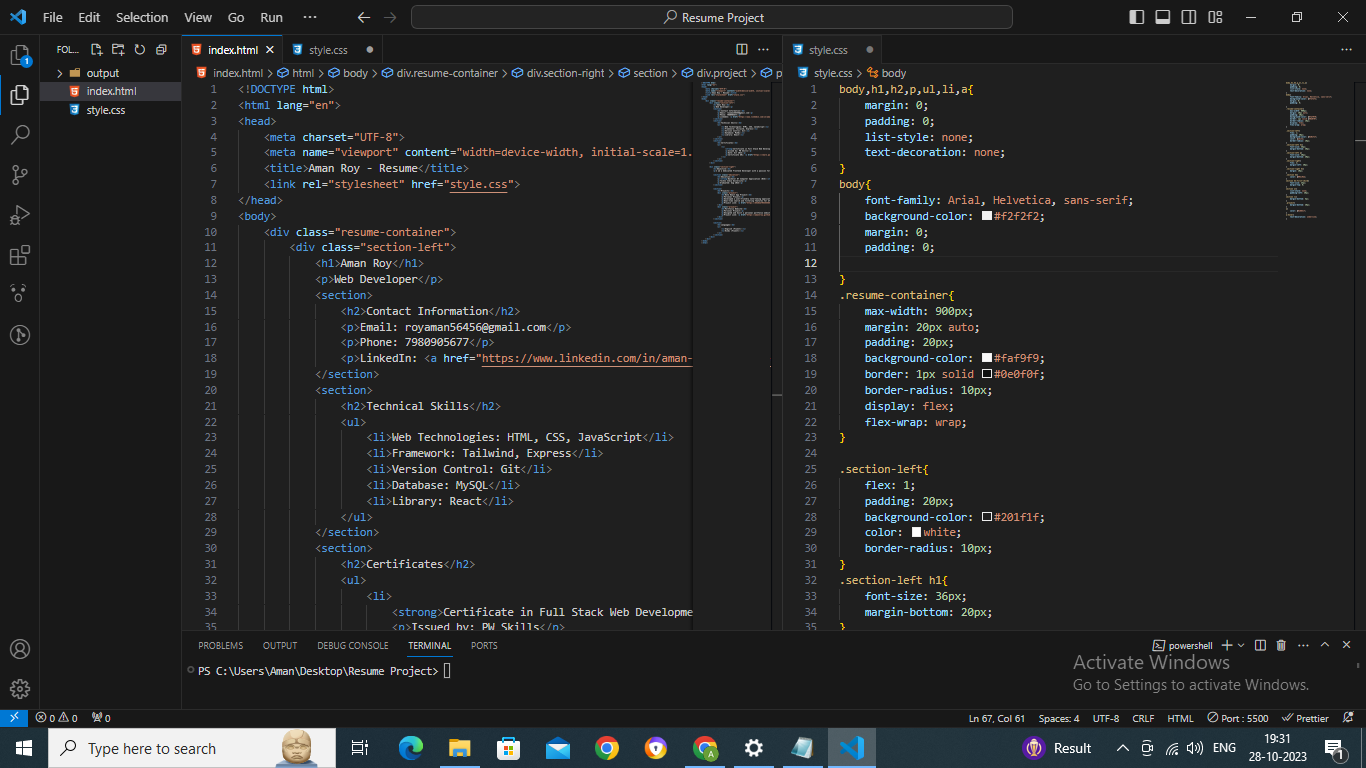 File Edit Selection View Go Run ···
Resume Project
FOL...
output
index.html
style.css
1
index.html
style.css
index.html > html > body > div.resume-container > div.section-right > section > div.project > p
1 <!DOCTYPE html>
2 <html lang="en">
3 <head>
4 <meta charset="UTF-8">
5 <meta name="viewport" content="width=device-width, initial-scale=1.
6 <title>Aman Roy - Resume</title>
7 <link rel="stylesheet" href="style.css">
8 </head>
9 <body>
10 <div class="resume-container">
11 <div class="section-left">
12 <h1>Aman Roy</h1>
13 <p>Web Developer</p>
14 <section>
15 <h2>Contact Information</h2>
16 <p>Email: royaman56456@gmail.com</p>
17 <p>Phone: 7980905677</p>
18 <p>LinkedIn: <a href="https://www.linkedin.com/in/aman-
19 </section>
20 <section>
21 <h2>Technical Skills</h2>
22 <ul>
23 <li>Web Technologies: HTML, CSS, JavaScript</li>
24 <li>Framework: Tailwind, Express</li>
25 <li>Version Control: Git</li>
26 <li>Database: MySQL</li>
27 <li>Library: React</li>
28 </ul>
29 </section>
30 <section>
31 <h2>Certificates</h2>
32 <ul>
33 <li>
34 <strong>Certificate in Full Stack Web Developme
35 <p>Issued by: PW Skills</p>
style.css
style.css > body
1 body,h1,h2,p,ul,li,a{
2 margin: 0;
3 padding: 0;
4 list-style: none;
5 text-decoration: none;
6 }
7 body{
8 font-family: Arial, Helvetica, sans-serif;
9 background-color: #f2f2f2;
10 margin: 0;
11 padding: 0;
12
13 }
14 .resume-container{
15 max-width: 900px;
16 margin: 20px auto;
17 padding: 20px;
18 background-color: #faf9f9;
19 border: 1px solid #0e0f0f;
20 border-radius: 10px;
21 display: flex;
22 flex-wrap: wrap;
23 }
24
25 .section-left{
26 flex: 1;
27 padding: 20px;
28 background-color: #201f1f;
29 color: white;
30 border-radius: 10px;
31 }
32 .section-left h1{
33 font-size: 36px;
34 margin-bottom: 20px;
35 }
PROBLEMS OUTPUT DEBUG CONSOLE TERMINAL PORTS
powershell
PS C:\Users\Aman\Desktop\Resume Project>
Activate Windows
Go to Settings to activate Windows.
0 0 0
Ln 67, Col 61 Spaces: 4 UTF-8 CRLF HTML Port : 5500 Prettier
Type here to search
A
Result
ENG
19:31
28-10-2023
1